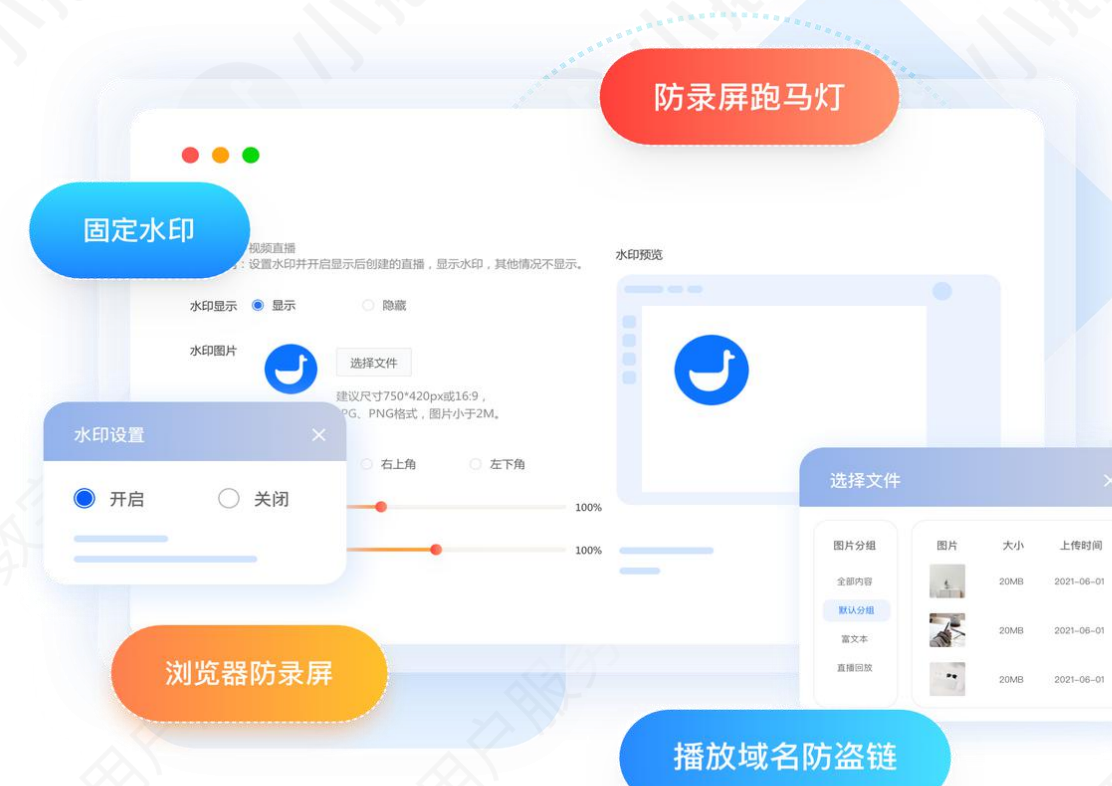 防录屏跑马灯
固定水印
视频直播
：设置水印并开启显示后创建的直播，显示水印，其他情况不显示。
水印预览
水印显示 显示 隐藏
水印图片
选择文件
建议尺寸750*420px或16:9，
PG、PNG格式，图片小于2M。
水印设置
右上角 左下角
开启 关闭
100%
100%
选择文件
图片分组 图片 大小 上传时间
全部内容 20MB 2021-06-01
默认分组
富文本 20MB 2021-06-01
直播回放 20MB 2021-06-01
浏览器防录屏
播放域名防盗链